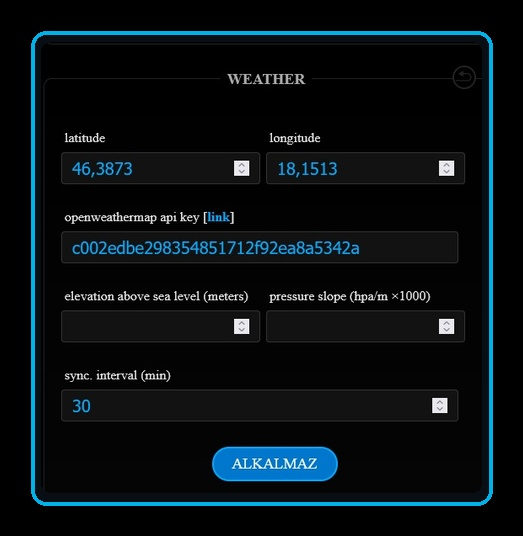 WEATHER
latitude longitude
46,3873 18,1513
openweathermap api key [link]
c002edbe298354851712f92ea8a5342a
elevation above sea level (meters) pressure slope (hpa/m ×1000)
sync. interval (min)
30
ALKALMAZ